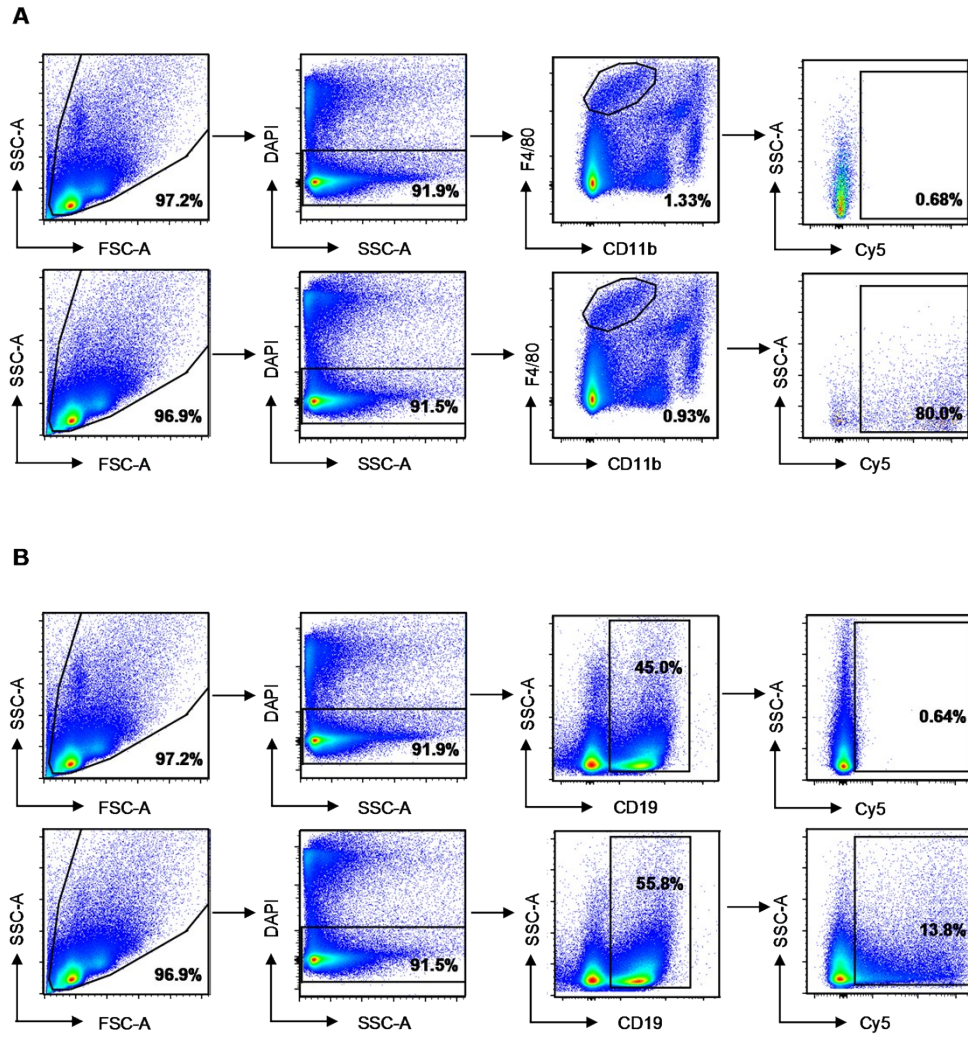 A
SSC-A
97.2%
FSC-A
DAPI
91.9%
SSC-A
F4/80
1.33%
CD11b
SSC-A
0.68%
Cy5
SSC-A
96.9%
FSC-A
DAPI
91.5%
SSC-A
F4/80
0.93%
CD11b
SSC-A
80.0%
Cy5
B
SSC-A
97.2%
FSC-A
DAPI
91.9%
SSC-A
SSC-A
45.0%
CD19
SSC-A
0.64%
Cy5
SSC-A
96.9%
FSC-A
DAPI
91.5%
SSC-A
SSC-A
55.8%
CD19
SSC-A
13.8%
Cy5